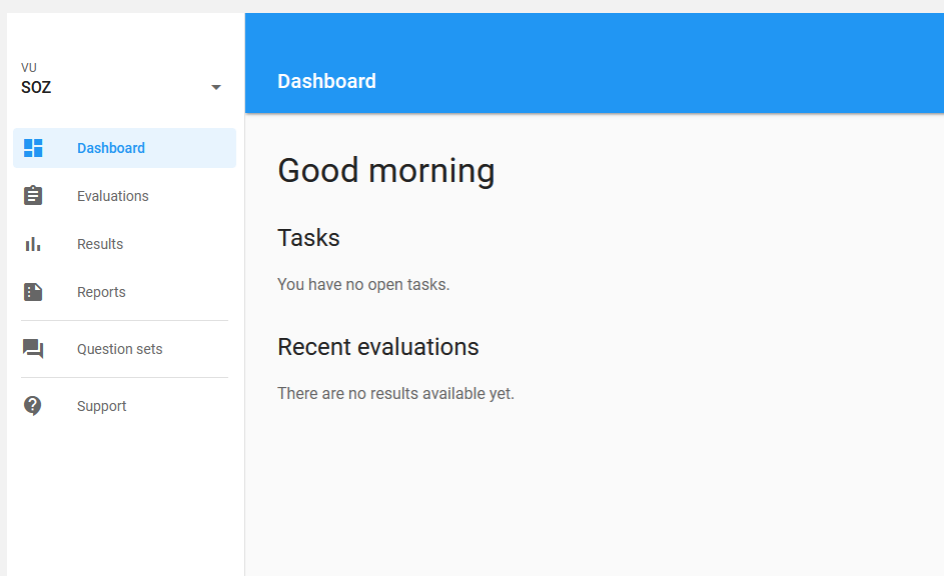 VU
SOZ
Dashboard
Evaluations
Results
Reports
Question sets
Support
Dashboard
Good morning
Tasks
You have no open tasks.
Recent evaluations
There are no results available yet.